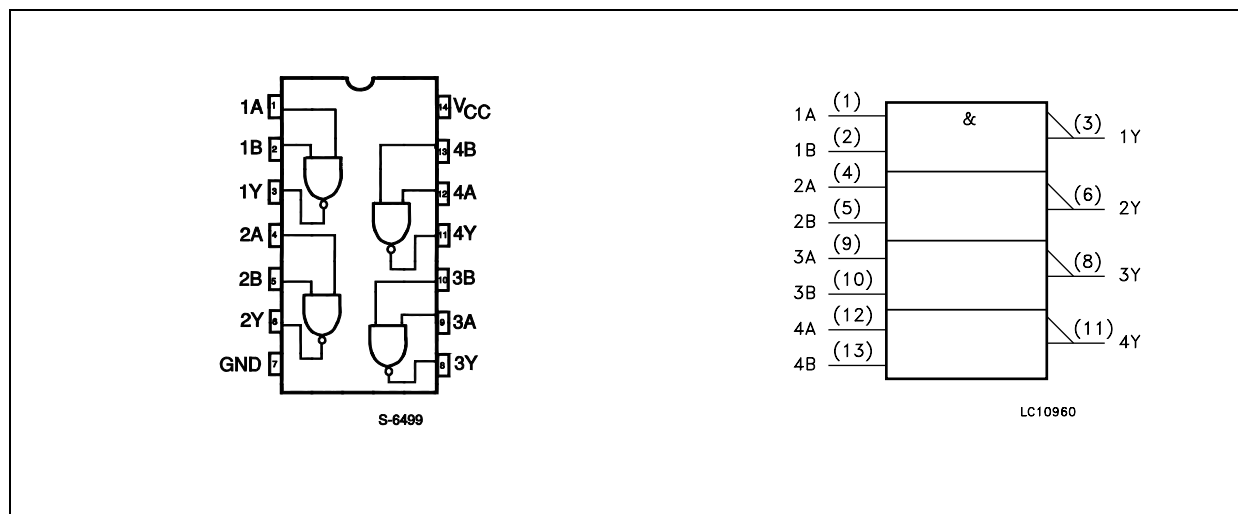 1A 1 14 VCC
1B 2 13 4B
1Y 3 12 4A
2A 4 11 4Y
2B 5 10 3B
2Y 6 9 3A
GND 7 8 3Y
S-6499
&
1A (1)
1B (2)
2A (4)
2B (5)
3A (9)
3B (10)
4A (12)
4B (13)
(3) 1Y
(6) 2Y
(8) 3Y
(11) 4Y
LC10960